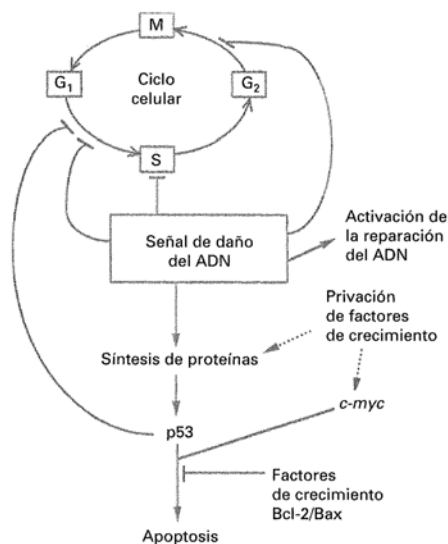 M
G₁
Ciclo
celular
G₂
S
Señal de daño
del ADN
Activación de
la reparación
del ADN
Privación
de factores
de crecimiento
Síntesis de proteínas
c-myc
p53
Factores
de crecimiento
Bcl-2/Bax
Apoptosis